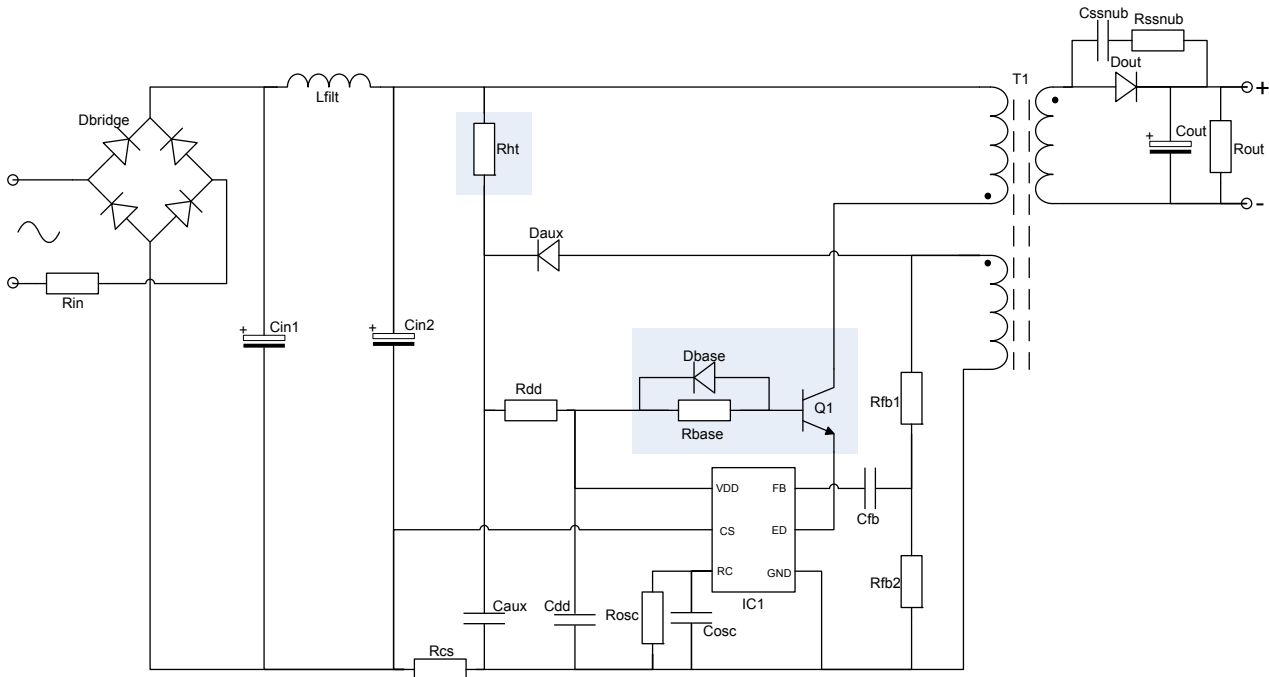 Cssnub
Rssnub
T1
Dout
+
Lfilt
Dbridge
Rht
+
Cout
Rout
-
Daux
Rin
+
Cin1
+
Cin2
Dbase
Rdd
Q1
Rfb1
Rbase
VDD
FB
Cfb
CS
ED
RC
GND
Rfb2
IC1
Caux
Cdd
Rosc
Cosc
Rcs